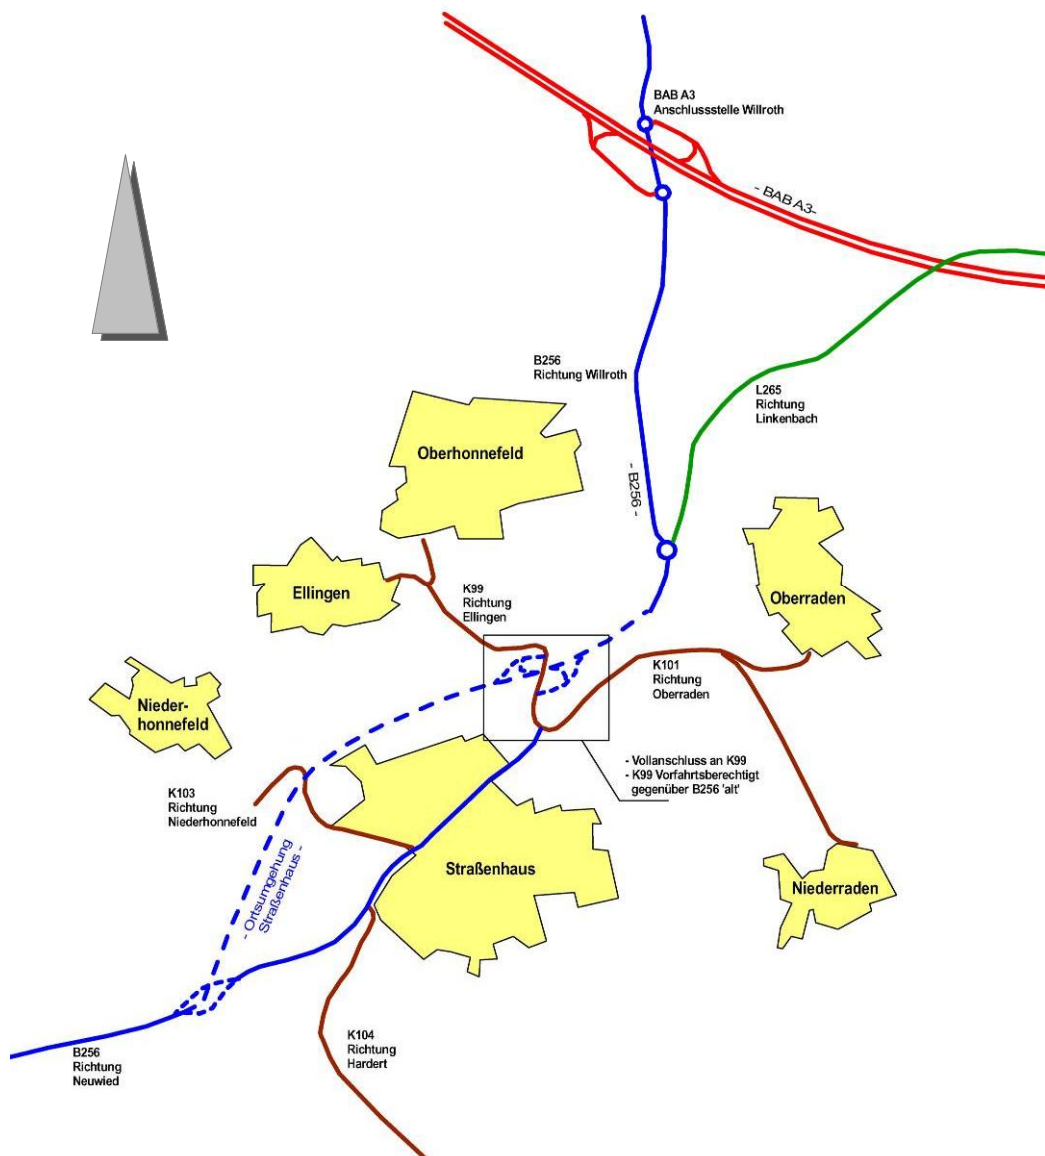 BAB A3
Anschlussstelle Willroth
- BAB A3-
B256
Richtung Willroth
L265
Richtung
Linkenbach
Oberhonnefeld
- B256 -
Ellingen
K99
Richtung
Ellingen
Oberraden
K101
Richtung
Oberraden
Nieder-
honnefeld
- Vollanschluss an K99
- K99 Vorfahrtsberechtigt
gegenüber B256 'alt'
K103
Richtung
Niederhonnefeld
- Ortsumgehung
Straßenhaus -
Straßenhaus
Niederraden
K104
Richtung
Hardert
B256
Richtung
Neuwied